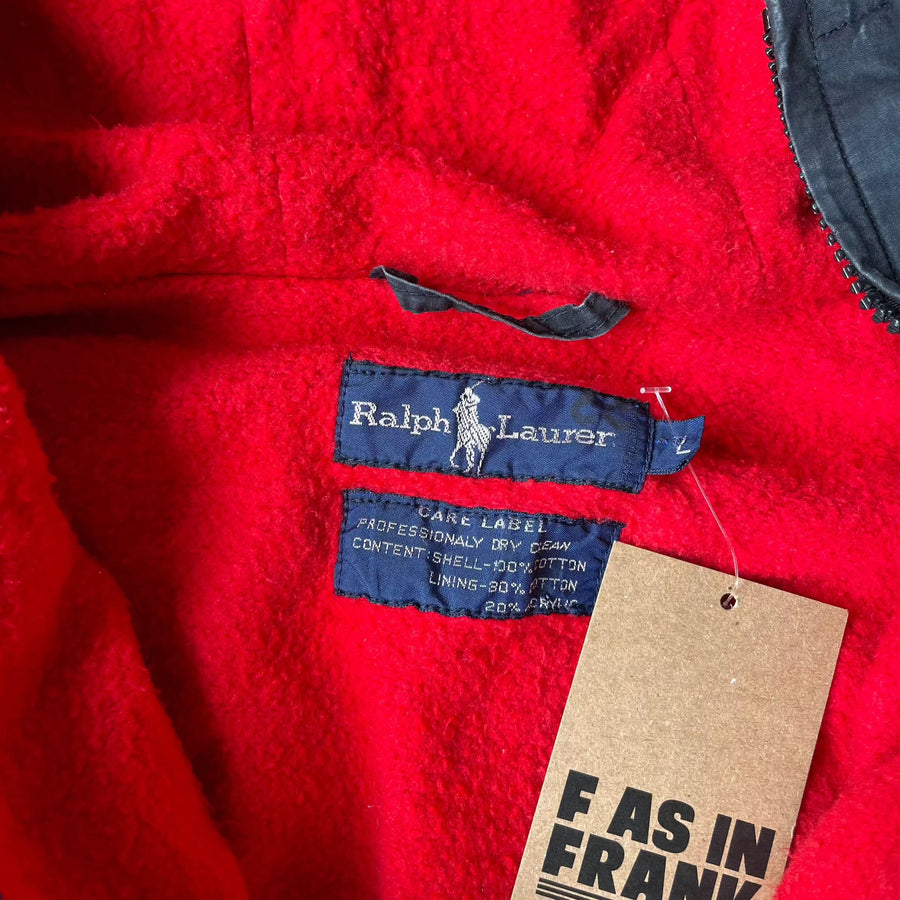 Ralph Lauren
L
CARE LABEL
PROFESSIONALY DRY CLEAN
CONTENT:SHELL-100% COTTON
LINING-80% COTTON
20% ACRYLIC
F AS IN
FRANK